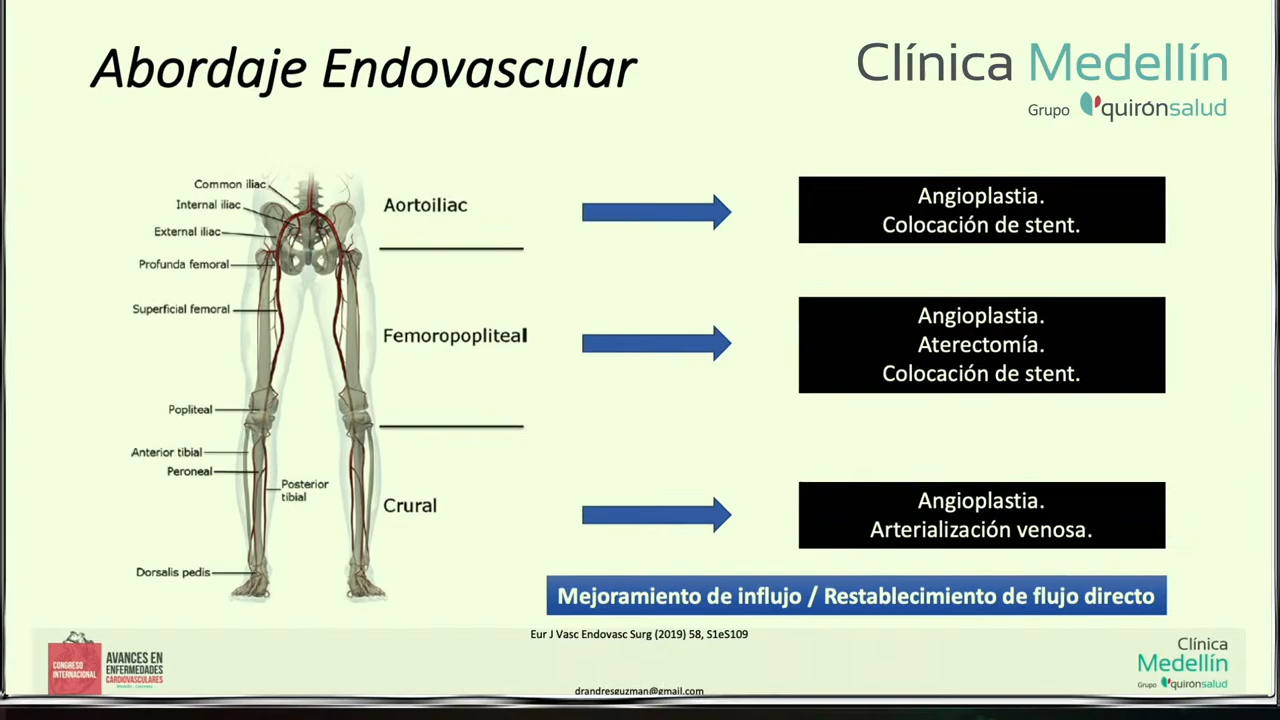 Abordaje Endovascular
Clínica Medellín
Grupo quirónsalud
Common iliac
Internal iliac
External iliac
Profunda femoral
Superficial femoral
Popliteal
Anterior tibial
Peroneal
Posterior
tibial
Dorsalis pedis
Aortoiliac
Femoropopliteal
Crural
Angioplastia.
Colocación de stent.
Angioplastia.
Aterectomía.
Colocación de stent.
Angioplastia.
Arterialización venosa.
Mejoramiento de influjo / Restablecimiento de flujo directo
Eur J Vasc Endovasc Surg (2019) 58, S1eS109
CONGRESO
INTERNACIONAL
AVANCES EN
ENFERMEDADES
CARDIOVASCULARES
drandresguzman@gmail.com
Clínica
Medellín
Grupo quirónsalud